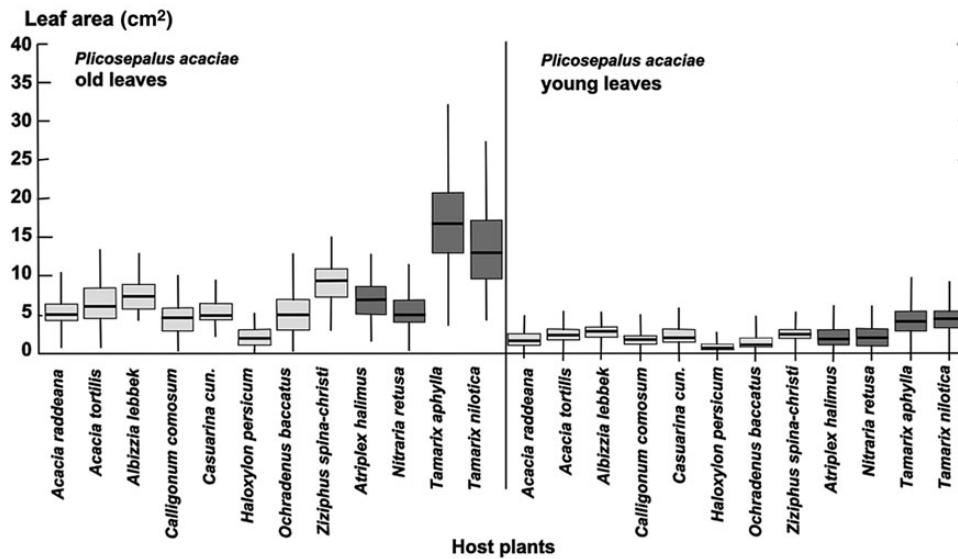 Leaf area (cm²)
40
35
30
25
20
15
10
5
0
Plicosepalus acaciae
old leaves
Plicosepalus acaciae
young leaves
Acacia raddeana
Acacia tortilis
Albizzia lebbek
Calligonum comosum
Casuarina cun.
Haloxylon persicum
Ochradenus baccatus
Ziziphus spina-christi
Atriplex halimus
Nitraria retusa
Tamarix aphylla
Tamarix nilotica
Acacia raddeana
Acacia tortilis
Albizzia lebbek
Calligonum comosum
Casuarina cun.
Haloxylon persicum
Ochradenus baccatus
Ziziphus spina-christi
Atriplex halimus
Nitraria retusa
Tamarix aphylla
Tamarix nilotica
Host plants